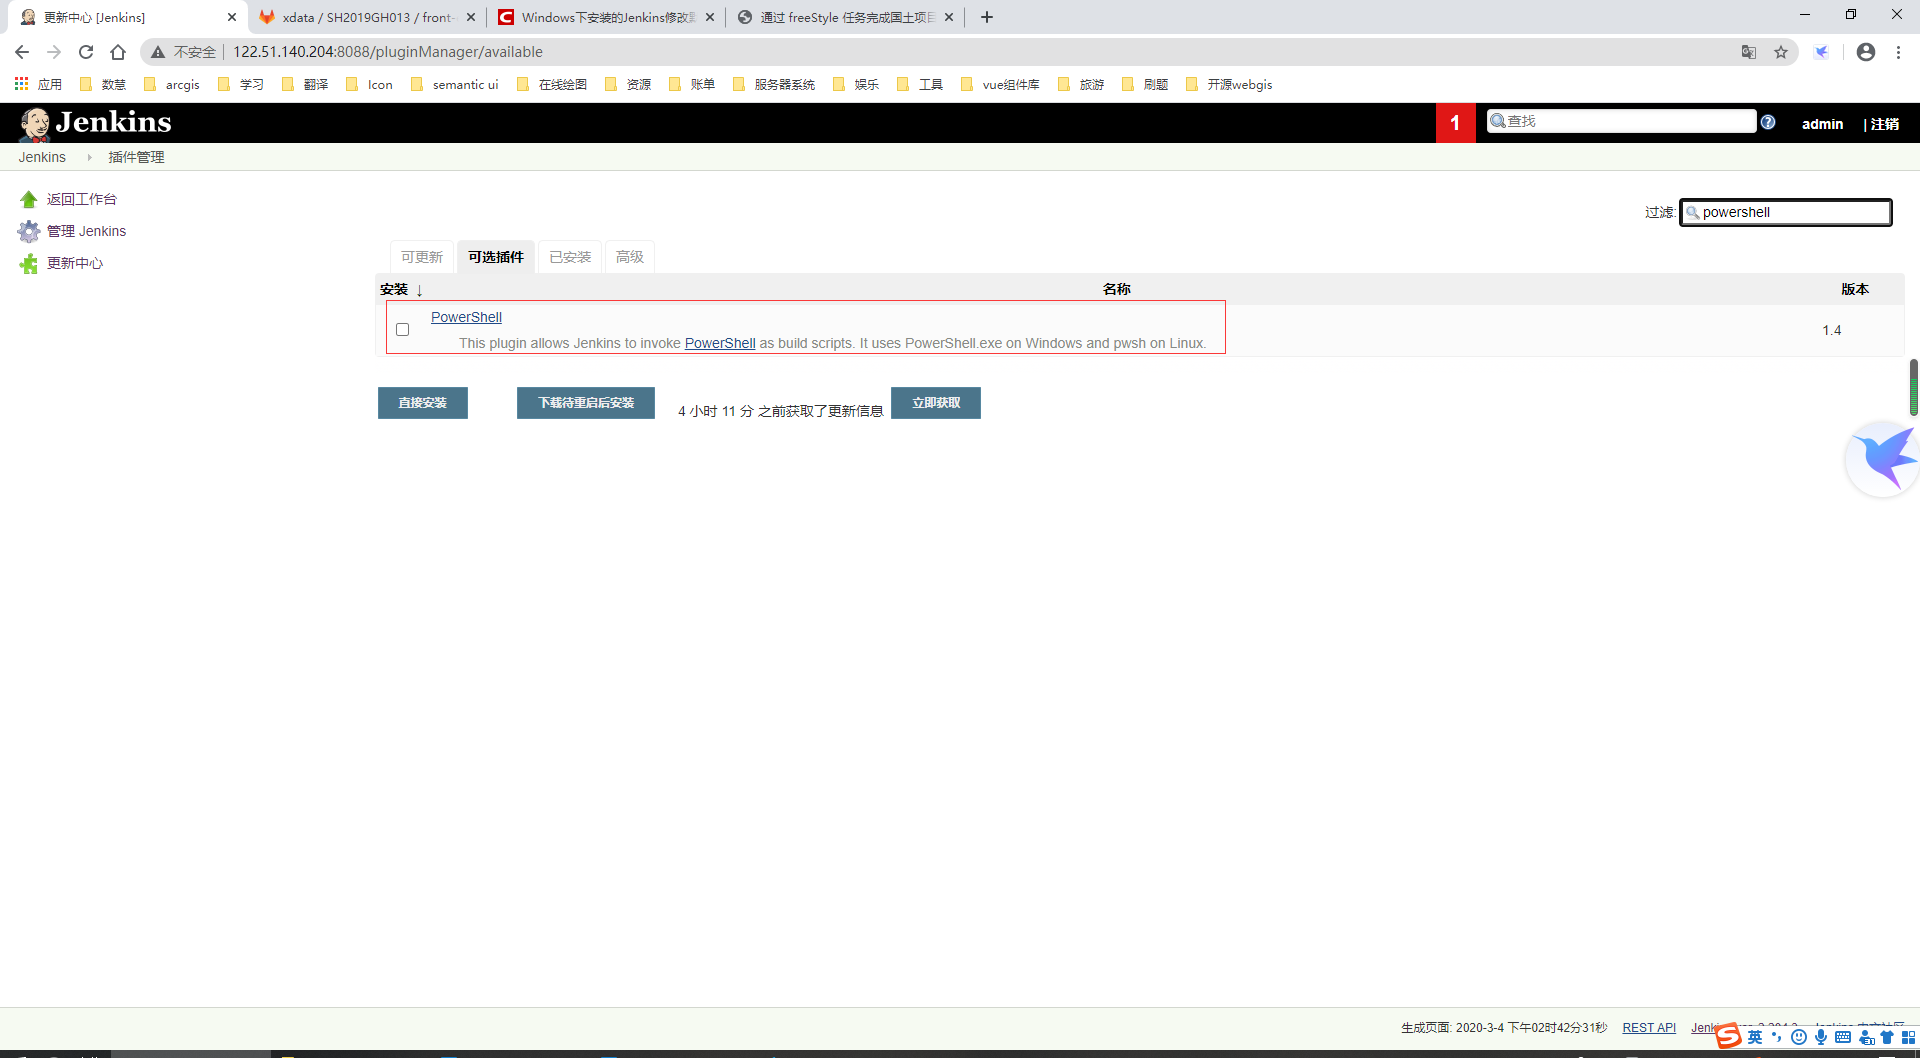 更新中心 [Jenkins]
xdata / SH2019GH013 / front-
Windows下安装的Jenkins修改
通过 freeStyle 任务完成国土项目
不安全
122.51.140.204:8088/pluginManager/available
应用
数慧
arcgis
学习
翻译
Icon
semantic ui
在线绘图
资源
账单
服务器系统
娱乐
工具
vue组件库
旅游
刷题
开源webgis
Jenkins
1
查找
admin
| 注销
Jenkins
插件管理
返回工作台
管理 Jenkins
更新中心
过滤: powershell
可更新
可选插件
已安装
高级
安装 ↓
名称
版本
PowerShell
This plugin allows Jenkins to invoke PowerShell as build scripts. It uses PowerShell.exe on Windows and pwsh on Linux.
1.4
直接安装
下载待重启后安装
4 小时 11 分 之前获取了更新信息
立即获取
生成页面: 2020-3-4 下午02时42分31秒
REST API
英